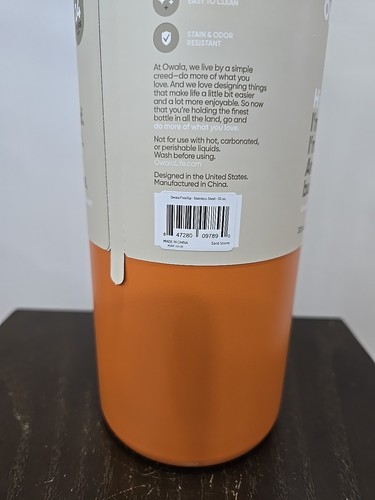 EASY TO CLEAN
STAIN & ODOR
RESISTANT
At Owala, we live by a simple
creed—do more of what you
love. And we love designing things
that make life a little bit easier
and a lot more enjoyable. So now
that you're holding the finest
bottle in all the land, go and
do more of what you love.
Not for use with hot, carbonated,
or perishable liquids.
Wash before using.
OwalaLife.com
Designed in the United States.
Manufactured in China.
47280 09789
MADE IN CHINA